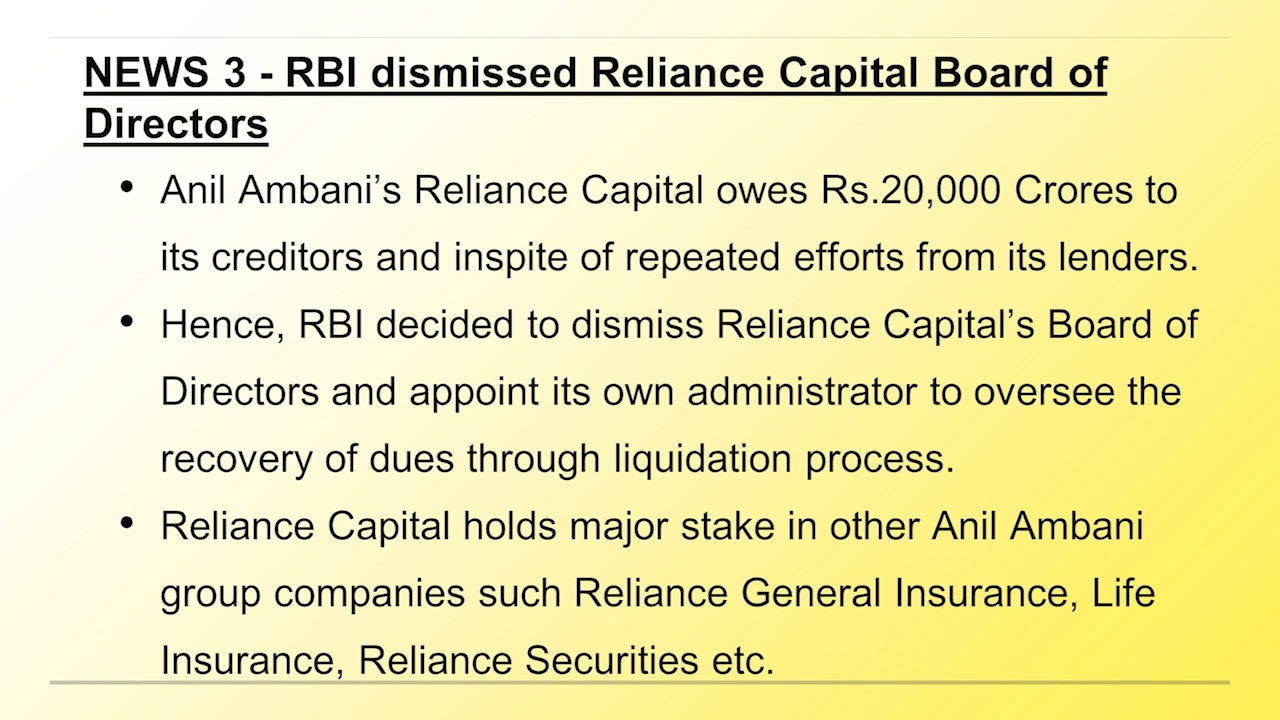 NEWS 3 - RBI dismissed Reliance Capital Board of
Directors
• Anil Ambani’s Reliance Capital owes Rs.20,000 Crores to
its creditors and inspite of repeated efforts from its lenders.
• Hence, RBI decided to dismiss Reliance Capital’s Board of
Directors and appoint its own administrator to oversee the
recovery of dues through liquidation process.
• Reliance Capital holds major stake in other Anil Ambani
group companies such Reliance General Insurance, Life
Insurance, Reliance Securities etc.